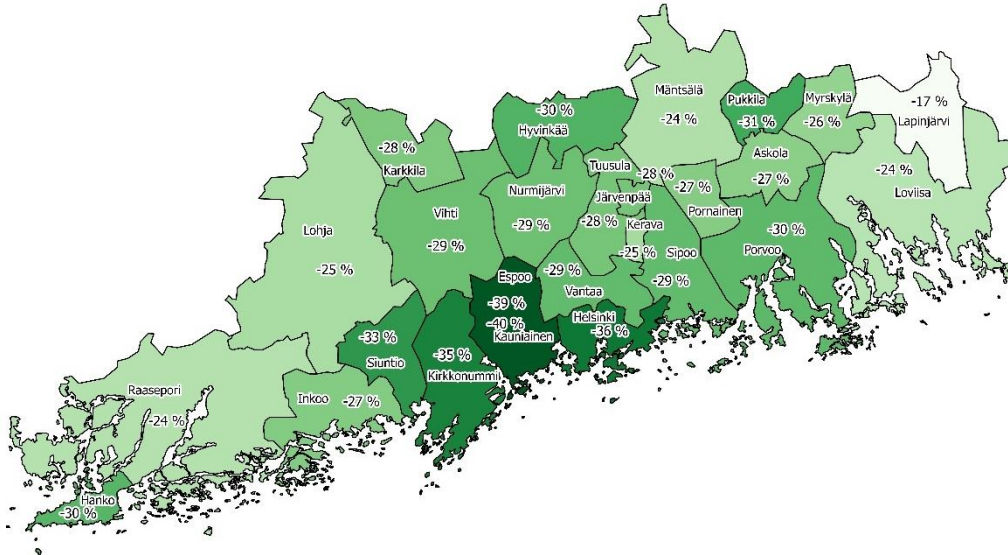 Mäntsälä
-24 %
Pukkila
-31 %
Myrskylä
-26 %
-17 %
Lapinjärvi
-30 %
Hyvinkää
-28 %
Karkkila
Tuusula
-28 %
Askola
-27 %
-24 %
Loviisa
Nurmijärvi
-29 %
Järvenpää
-28 %
-27 %
Pornainen
Vihti
-29 %
Lohja
-25 %
Kerava
-25 %
Sipoo
-29 %
-30 %
Porvoo
Espoo
-39 %
-40 %
Kauniainen
-29 %
Vantaa
Helsinki
-36 %
-33 %
Siuntio
-35 %
Kirkkonummi
Raasepori
-24 %
Inkoo
-27 %
Hanko
-30 %